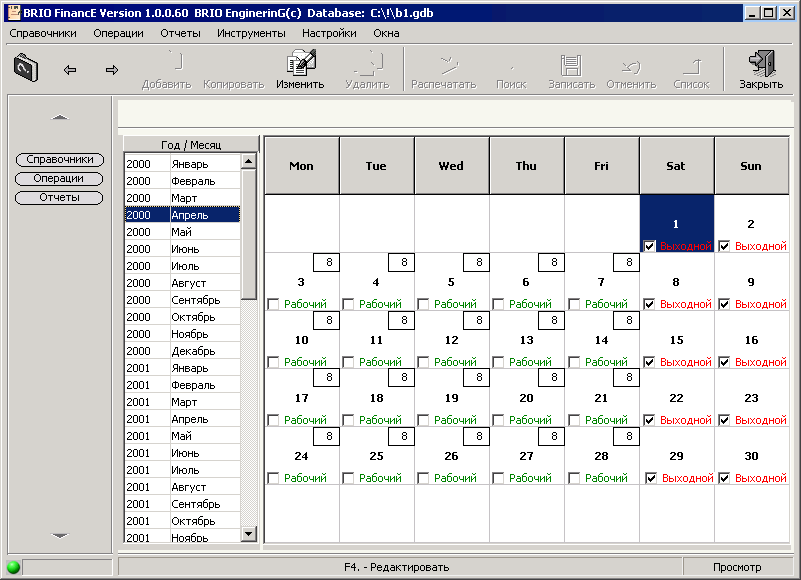 BRIO FinancE Version 1.0.0.60 BRIO EnginerinG(c) Database: C:\!\b1.gdb
Справочники Операции Отчеты Инструменты Настройки Окна
Добавить Копировать Изменить Удалить Распечатать Поиск Записать Отменить Список Закрыть
Справочники
Операции
Отчеты
Год / Месяц
2000 Январь
2000 Февраль
2000 Март
2000 Апрель
2000 Май
2000 Июнь
2000 Июль
2000 Август
2000 Сентябрь
2000 Октябрь
2000 Ноябрь
2000 Декабрь
2001 Январь
2001 Февраль
2001 Март
2001 Апрель
2001 Май
2001 Июнь
2001 Июль
2001 Август
2001 Сентябрь
2001 Октябрь
2001 Ноябрь
Mon Tue Wed Thu Fri Sat Sun
1 2
Выходной Выходной
8 8 8 8 8
3 4 5 6 7 8 9
Рабочий Рабочий Рабочий Рабочий Рабочий Выходной Выходной
8 8 8 8 8
10 11 12 13 14 15 16
Рабочий Рабочий Рабочий Рабочий Рабочий Выходной Выходной
8 8 8 8 8
17 18 19 20 21 22 23
Рабочий Рабочий Рабочий Рабочий Рабочий Выходной Выходной
8 8 8 8 8
24 25 26 27 28 29 30
Рабочий Рабочий Рабочий Рабочий Рабочий Выходной Выходной
F4. - Редактировать
Просмотр